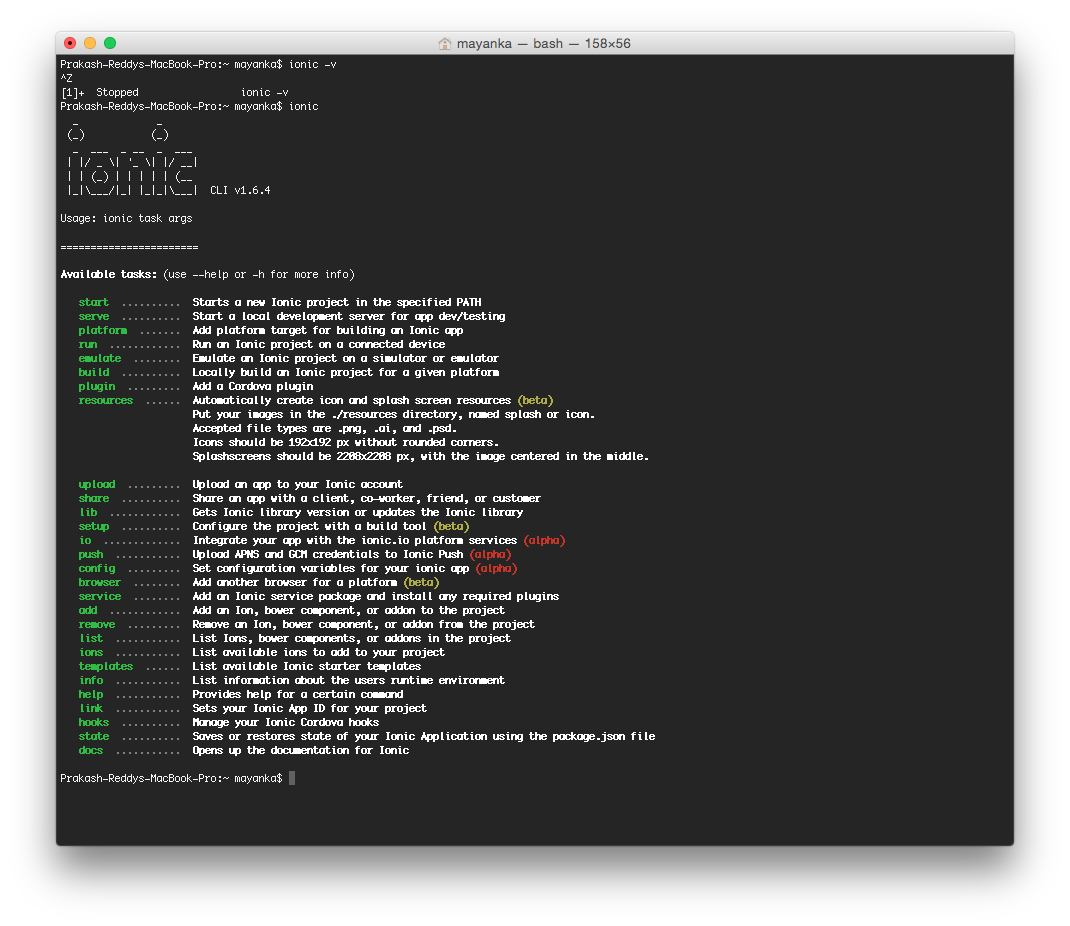 mayanka — bash — 158×56
Prakash-Reddys-MacBook-Pro:~ mayanka$ ionic -v
^Z
[1]+  Stopped                 ionic -v
Prakash-Reddys-MacBook-Pro:~ mayanka$ ionic
  _             _
 (_)           (_)
  _  ___  _ __  _  ___
 | |/ _ \| '_ \| |/ __|
 | | (_) | | | | | (__
 |_|\___/|_| |_|_|\___|  CLI v1.6.4
Usage: ionic task args
=======================
Available tasks: (use --help or -h for more info)
start .......... Starts a new Ionic project in the specified PATH
serve .......... Start a local development server for app dev/testing
platform ....... Add platform target for building an Ionic app
run ............ Run an Ionic project on a connected device
emulate ........ Emulate an Ionic project on a simulator or emulator
build .......... Locally build an Ionic project for a given platform
plugin ......... Add a Cordova plugin
resources ...... Automatically create icon and splash screen resources (beta)
Put your images in the ./resources directory, named splash or icon.
Accepted file types are .png, .ai, and .psd.
Icons should be 192x192 px without rounded corners.
Splashscreens should be 2208x2208 px, with the image centered in the middle.
upload ......... Upload an app to your Ionic account
share .......... Share an app with a client, co-worker, friend, or customer
lib ............ Gets Ionic library version or updates the Ionic library
setup .......... Configure the project with a build tool (beta)
io ............. Integrate your app with the ionic.io platform services (alpha)
push ........... Upload APNS and GCM credentials to Ionic Push (alpha)
config ......... Set configuration variables for your ionic app (alpha)
browser ........ Add another browser for a platform (beta)
service ........ Add an Ionic service package and install any required plugins
add ............ Add an Ion, bower component, or addon to the project
remove ......... Remove an Ion, bower component, or addon from the project
list ........... List Ions, bower components, or addons in the project
ions ........... List available ions to add to your project
templates ...... List available Ionic starter templates
info ........... List information about the users runtime environment
help ........... Provides help for a certain command
link ........... Sets your Ionic App ID for your project
hooks .......... Manage your Ionic Cordova hooks
state .......... Saves or restores state of your Ionic Application using the package.json file
docs ........... Opens up the documentation for Ionic
Prakash-Reddys-MacBook-Pro:~ mayanka$